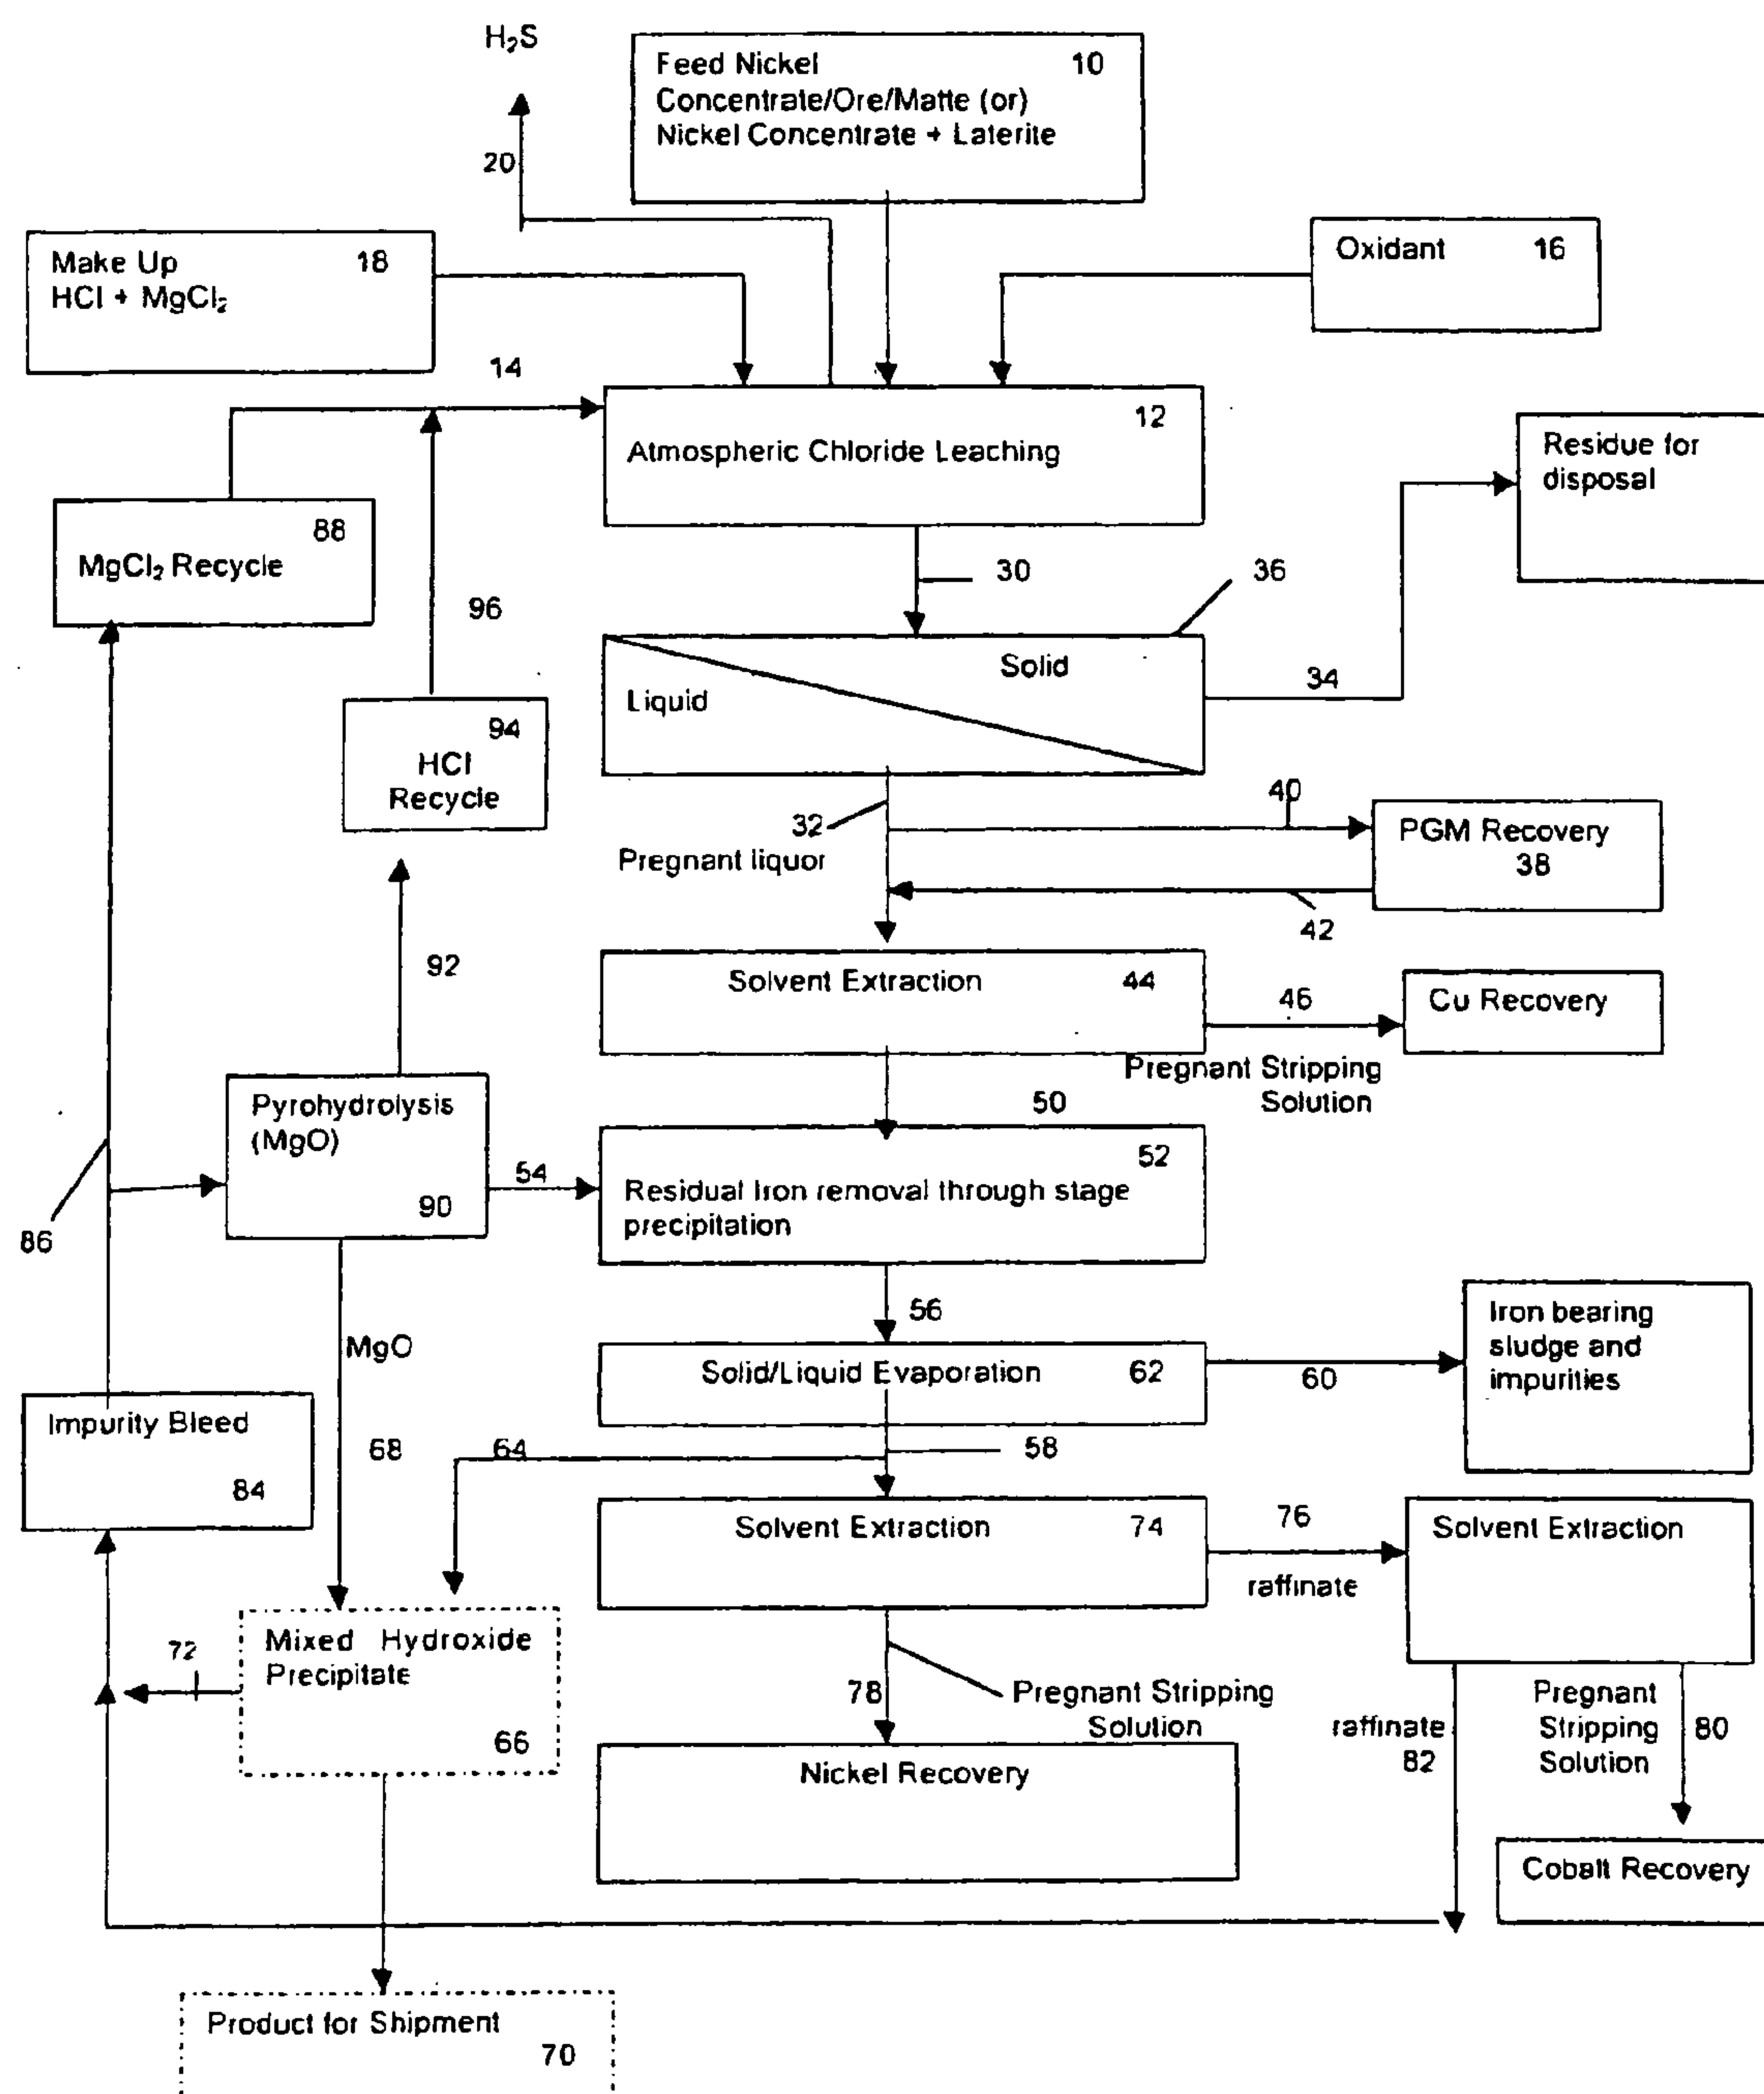 H₂S
Feed Nickel 10
Concentrate/Ore/Matte (or)
Nickel Concentrate + Laterite
20
Make Up 18
HCl + MgCl₂
Oxidant 16
14
12
Atmospheric Chloride Leaching
Residue for
disposal
88
MgCl₂ Recycle
30
36
96
Solid
Liquid
34
94
HCl
Recycle
40
32
Pregnant liquor
PGM Recovery
38
42
92
Solvent Extraction 44
46
Cu Recovery
Pregnant Stripping
Solution
50
Pyrohydrolysis
(MgO)
90
54
52
Residual Iron removal through stage
precipitation
86
56
Iron bearing
sludge and
impurities
MgO
Solid/Liquid Evaporation 62
60
Impurity Bleed
84
68
64
58
Solvent Extraction 74
76
raffinate
Solvent Extraction
72
Mixed Hydroxide
Precipitate
66
78
Pregnant Stripping
Solution
raffinate
82
Pregnant
Stripping
Solution
80
Nickel Recovery
Cobalt Recovery
Product for Shipment
70